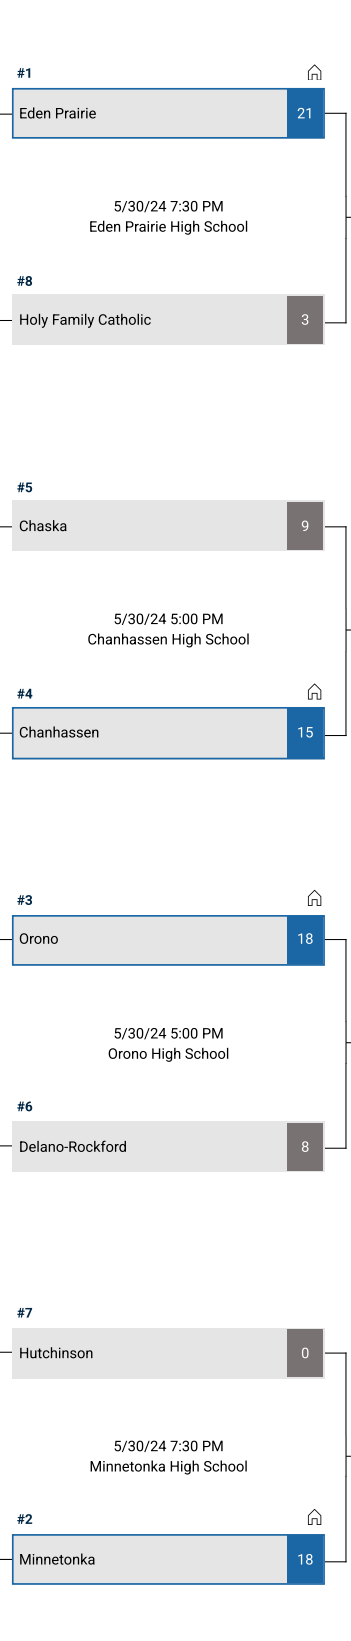 #1
Eden Prairie 21
5/30/24 7:30 PM
Eden Prairie High School
#8
Holy Family Catholic 3
#5
Chaska 9
5/30/24 5:00 PM
Chanhassen High School
#4
Chanhassen 15
#3
Orono 18
5/30/24 5:00 PM
Orono High School
#6
Delano-Rockford 8
#7
Hutchinson 0
5/30/24 7:30 PM
Minnetonka High School
#2
Minnetonka 18